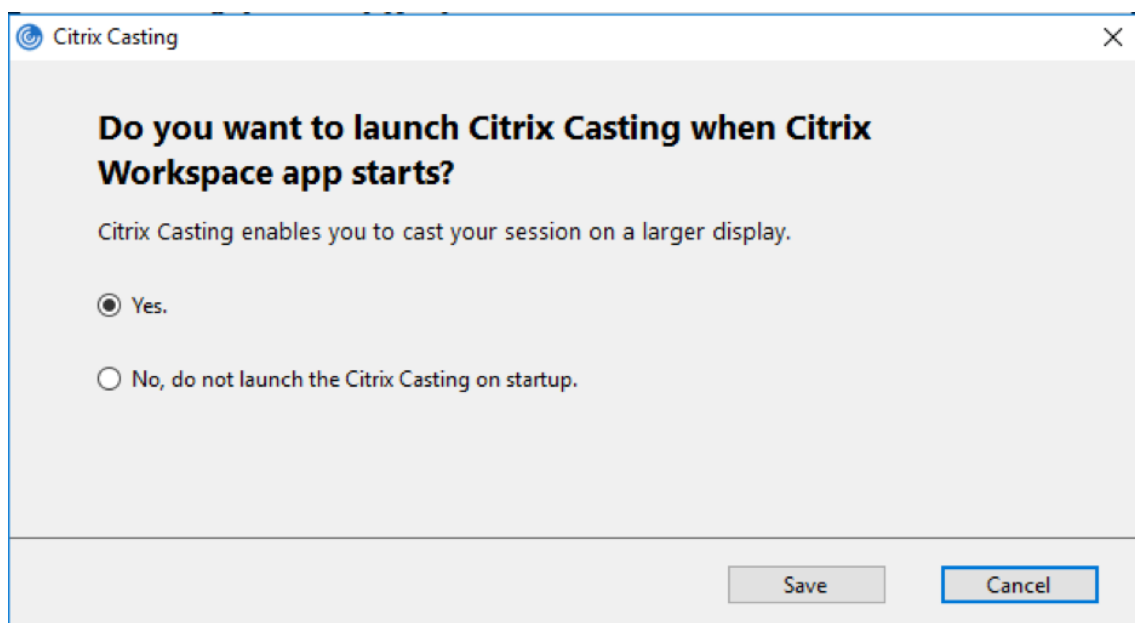 Citrix Casting
Do you want to launch Citrix Casting when Citrix
Workspace app starts?
Citrix Casting enables you to cast your session on a larger display.
Yes.
No, do not launch the Citrix Casting on startup.
Save
Cancel